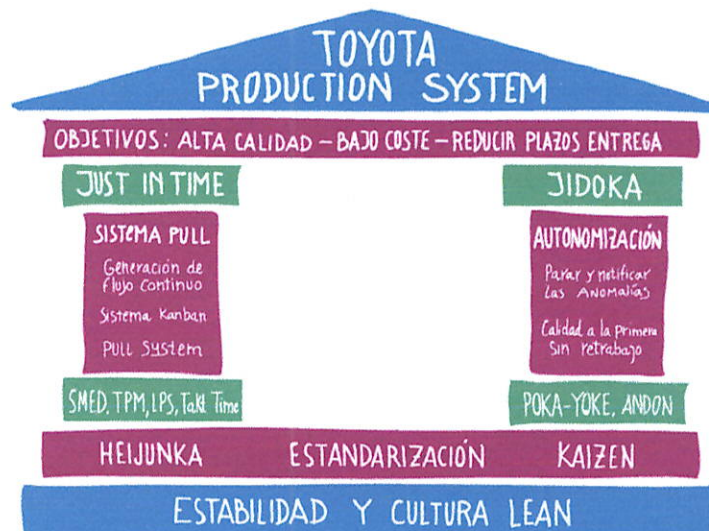 TOYOTA
PRODUCTION SYSTEM
OBJETIVOS: ALTA CALIDAD – BAJO COSTE – REDUCIR PLAZOS ENTREGA
JUST IN TIME
SISTEMA PULL
Generación de
Flujo Continuo
Sistema Kanban
PULL System
SMED, TPM, LPS, Takt Time
JIDOKA
AUTONOMIZACIÓN
Parar y notificar
Las ANOMALÍAS
Calidad a la Primera
Sin retrabajo
POKA-YOKE, ANDON
HEIJUNKA ESTANDARIZACIÓN KAIZEN
ESTABILIDAD Y CULTURA LEAN